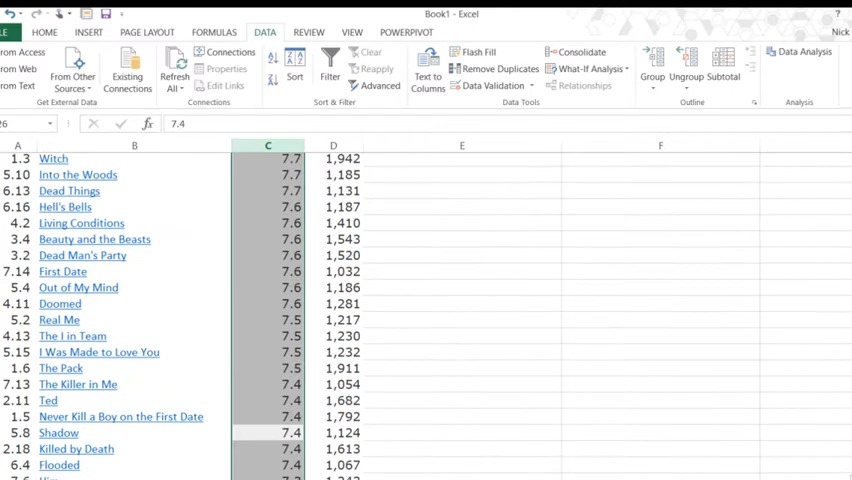 Book1 - Excel
?
LE HOME INSERT PAGE LAYOUT FORMULAS DATA REVIEW VIEW POWERPIVOT Nick
rom Access
rom Web
rom Text
From Other Sources
Existing Connections
Get External Data
Refresh All
Connections
Properties
Edit Links
Connections
Sort
Filter
Clear
Reapply
Advanced
Sort & Filter
Text to Columns
Flash Fill
Remove Duplicates
Data Validation
Consolidate
What-If Analysis
Relationships
Data Tools
Group
Ungroup
Subtotal
Outline
Data Analysis
Analysis
26 fx 7.4
A B C D E F
1.3 Witch 7.7 1,942
5.10 Into the Woods 7.7 1,185
6.13 Dead Things 7.7 1,131
6.16 Hell's Bells 7.6 1,187
4.2 Living Conditions 7.6 1,410
3.4 Beauty and the Beasts 7.6 1,543
3.2 Dead Man's Party 7.6 1,520
7.14 First Date 7.6 1,032
5.4 Out of My Mind 7.6 1,186
4.11 Doomed 7.6 1,281
5.2 Real Me 7.5 1,217
4.13 The I in Team 7.5 1,230
5.15 I Was Made to Love You 7.5 1,232
1.6 The Pack 7.5 1,911
7.13 The Killer in Me 7.4 1,054
2.11 Ted 7.4 1,682
1.5 Never Kill a Boy on the First Date 7.4 1,792
5.8 Shadow 7.4 1,124
2.18 Killed by Death 7.4 1,613
6.4 Flooded 7.4 1,067